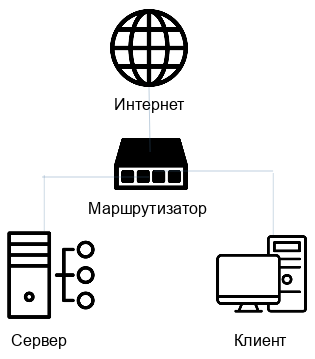 Интернет
Маршрутизатор
Сервер
Клиент